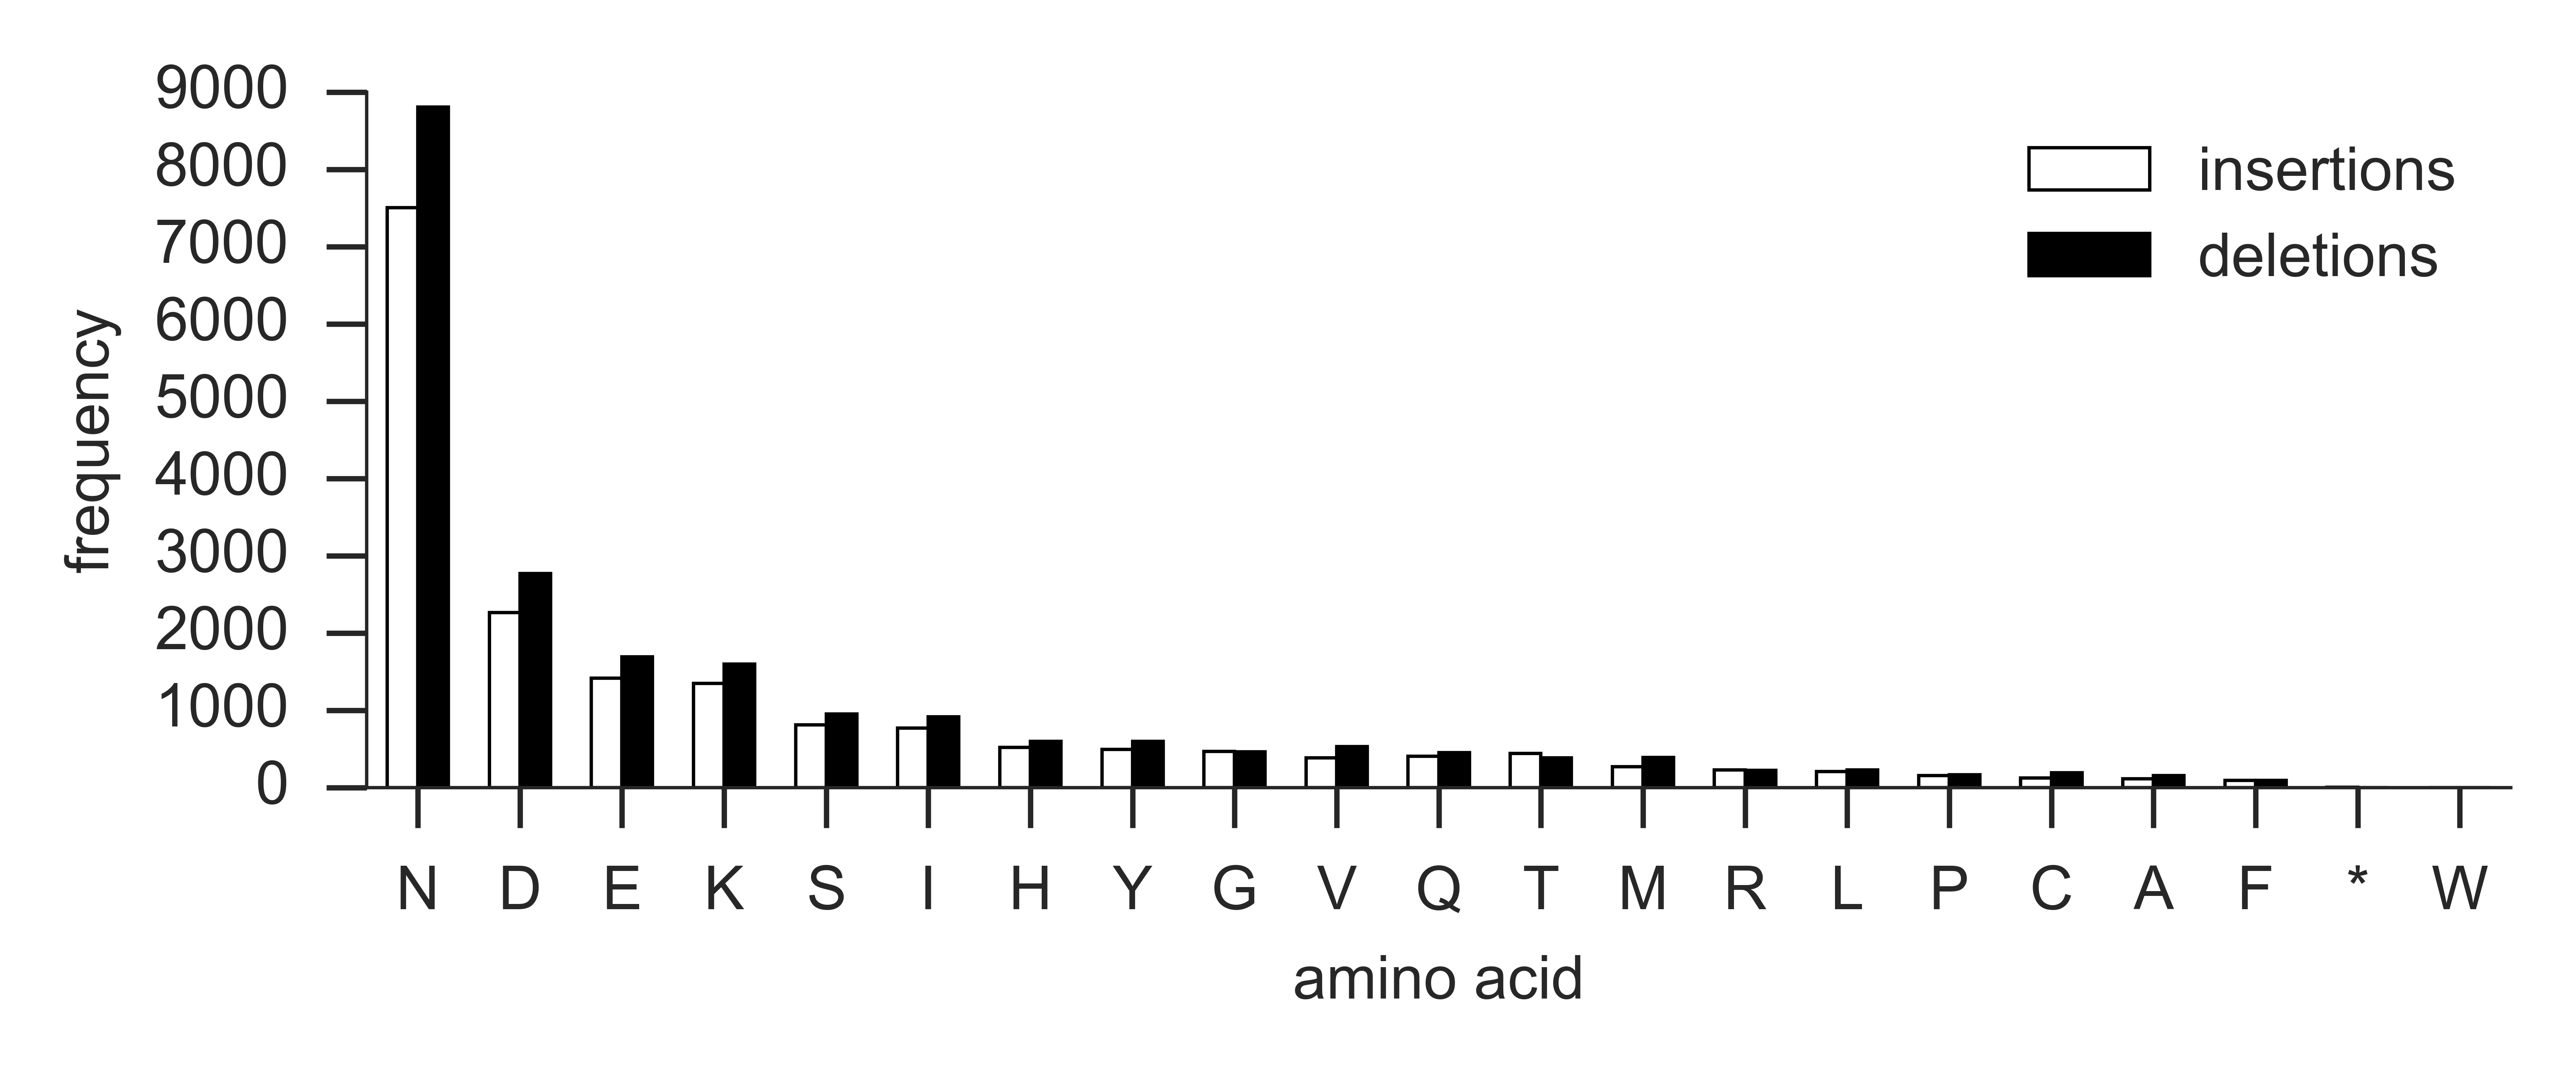 9000
8000
7000
6000
5000
4000
3000
2000
1000
0
frequency
insertions
deletions
N D E K S I H Y G V Q T M R L P C A F * W
amino acid